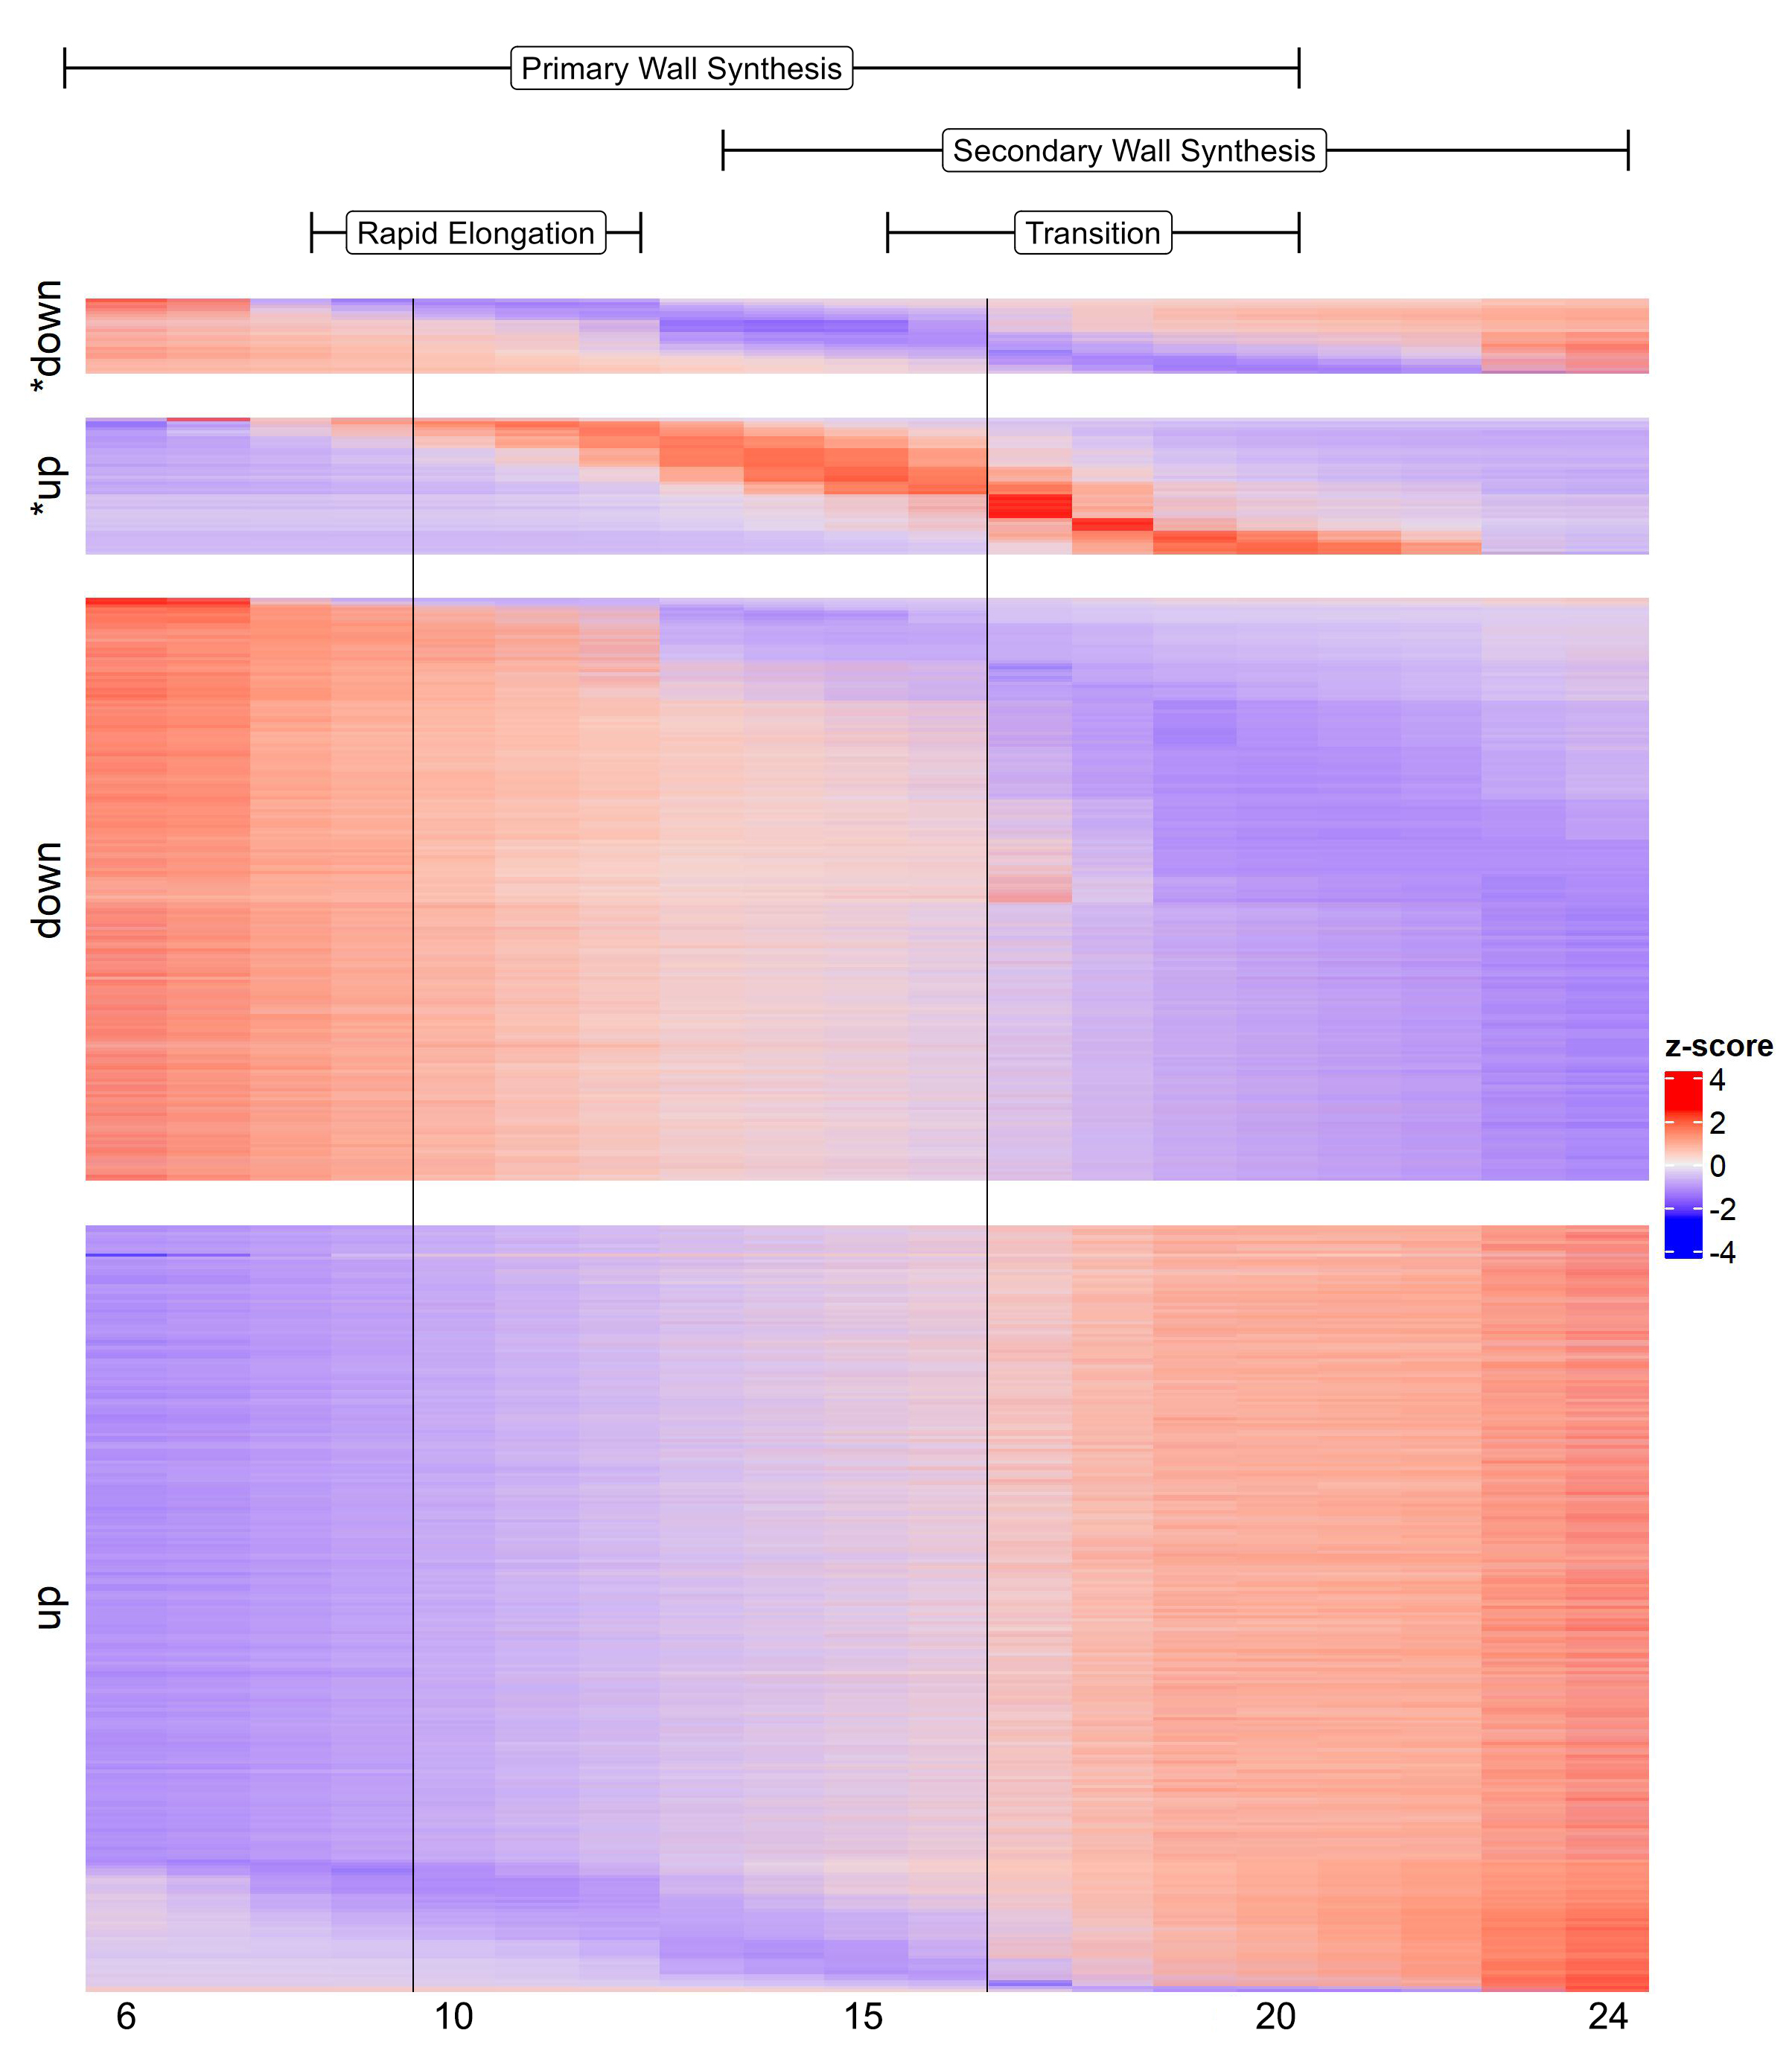 Primary Wall Synthesis
Secondary Wall Synthesis
Rapid Elongation
Transition
*down
*up
down
up
z-score
4
2
0
-2
-4
6
10
15
20
24